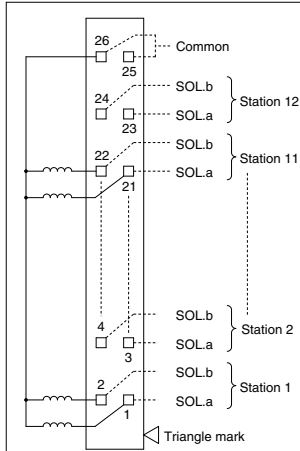 26
Common
25
SOL.b
24
Station 12
SOL.a
23
SOL.b
22
Station 11
SOL.a
21
SOL.b
4
Station 2
SOL.a
3
SOL.b
2
Station 1
SOL.a
1
Triangle mark